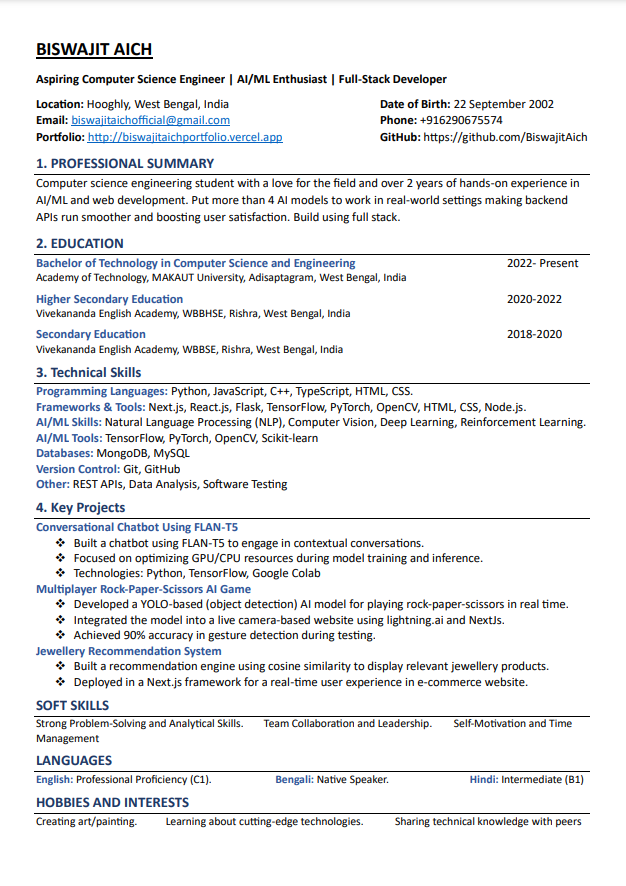 BISWAJIT AICH
Aspiring Computer Science Engineer | AI/ML Enthusiast | Full-Stack Developer
Location: Hooghly, West Bengal, India Date of Birth: 22 September 2002
Email: biswajitaichofficial@gmail.com Phone: +916290675574
Portfolio: http://biswajitaichportfolio.vercel.app GitHub: https://github.com/BiswajitAich
1. PROFESSIONAL SUMMARY
Computer science engineering student with a love for the field and over 2 years of hands-on experience in
AI/ML and web development. Put more than 4 AI models to work in real-world settings making backend
APIs run smoother and boosting user satisfaction. Build using full stack.
2. EDUCATION
Bachelor of Technology in Computer Science and Engineering 2022- Present
Academy of Technology, MAKAUT University, Adisaptagram, West Bengal, India
Higher Secondary Education 2020-2022
Vivekananda English Academy, WBBHSE, Rishra, West Bengal, India
Secondary Education 2018-2020
Vivekananda English Academy, WBBSE, Rishra, West Bengal, India
3. Technical Skills
Programming Languages: Python, JavaScript, C++, TypeScript, HTML, CSS.
Frameworks & Tools: Next.js, React.js, Flask, TensorFlow, PyTorch, OpenCV, HTML, CSS, Node.js.
AI/ML Skills: Natural Language Processing (NLP), Computer Vision, Deep Learning, Reinforcement Learning.
AI/ML Tools: TensorFlow, PyTorch, OpenCV, Scikit-learn
Databases: MongoDB, MySQL
Version Control: Git, GitHub
Other: REST APIs, Data Analysis, Software Testing
4. Key Projects
Conversational Chatbot Using FLAN-T5
❖ Built a chatbot using FLAN-T5 to engage in contextual conversations.
❖ Focused on optimizing GPU/CPU resources during model training and inference.
❖ Technologies: Python, TensorFlow, Google Colab
Multiplayer Rock-Paper-Scissors AI Game
❖ Developed a YOLO-based (object detection) AI model for playing rock-paper-scissors in real time.
❖ Integrated the model into a live camera-based website using lightning.ai and NextJs.
❖ Achieved 90% accuracy in gesture detection during testing.
Jewellery Recommendation System
❖ Built a recommendation engine using cosine similarity to display relevant jewellery products.
❖ Deployed in a Next.js framework for a real-time user experience in e-commerce website.
SOFT SKILLS
Strong Problem-Solving and Analytical Skills. Team Collaboration and Leadership. Self-Motivation and Time
Management
LANGUAGES
English: Professional Proficiency (C1). Bengali: Native Speaker. Hindi: Intermediate (B1)
HOBBIES AND INTERESTS
Creating art/painting. Learning about cutting-edge technologies. Sharing technical knowledge with peers